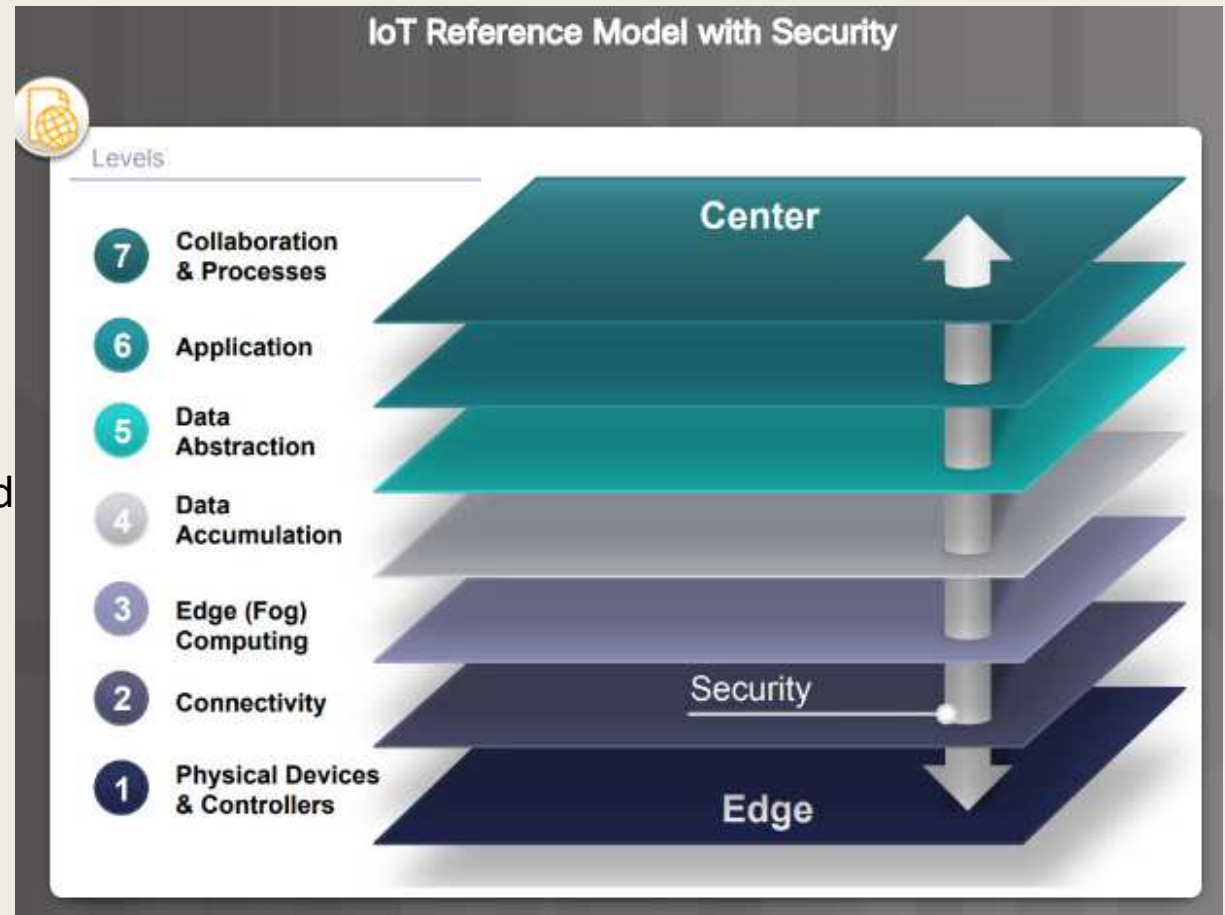 IoT Reference Model with Security
Levels
7
Collaboration
& Processes
6
Application
5
Data
Abstraction
4
Data
Accumulation
3
Edge (Fog)
Computing
2
Connectivity
1
Physical Devices
& Controllers
Center
Security
Edge
d